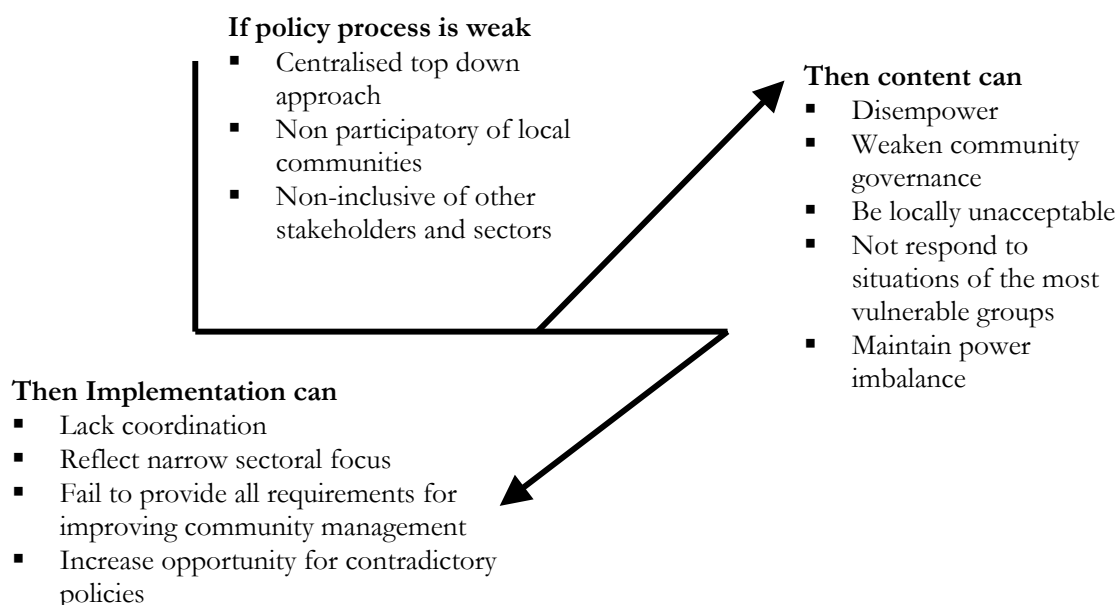 If policy process is weak
▪ Centralised top down
approach
▪ Non participatory of local
communities
▪ Non-inclusive of other
stakeholders and sectors
Then content can
▪ Disempower
▪ Weaken community
governance
▪ Be locally unacceptable
▪ Not respond to
situations of the most
vulnerable groups
▪ Maintain power
imbalance
Then Implementation can
▪ Lack coordination
▪ Reflect narrow sectoral focus
▪ Fail to provide all requirements for
improving community management
▪ Increase opportunity for contradictory
policies